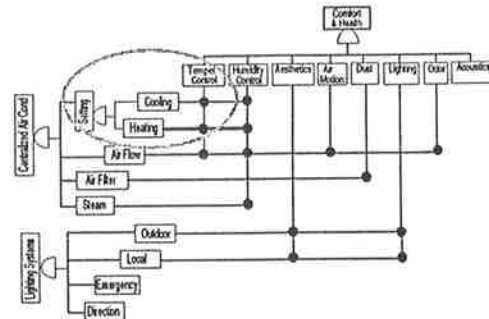 Comfort
& Health
Temper.
Control
Humidity
Control
Aesthetics
Air
Motion
Dust
Lighting
Odor
Acoustics
Centralized Air Cond
Setting
Cooling
Heating
Air Flow
Air Filter
Steam
Lighting Systems
Outdoor
Local
Emergency
Direction